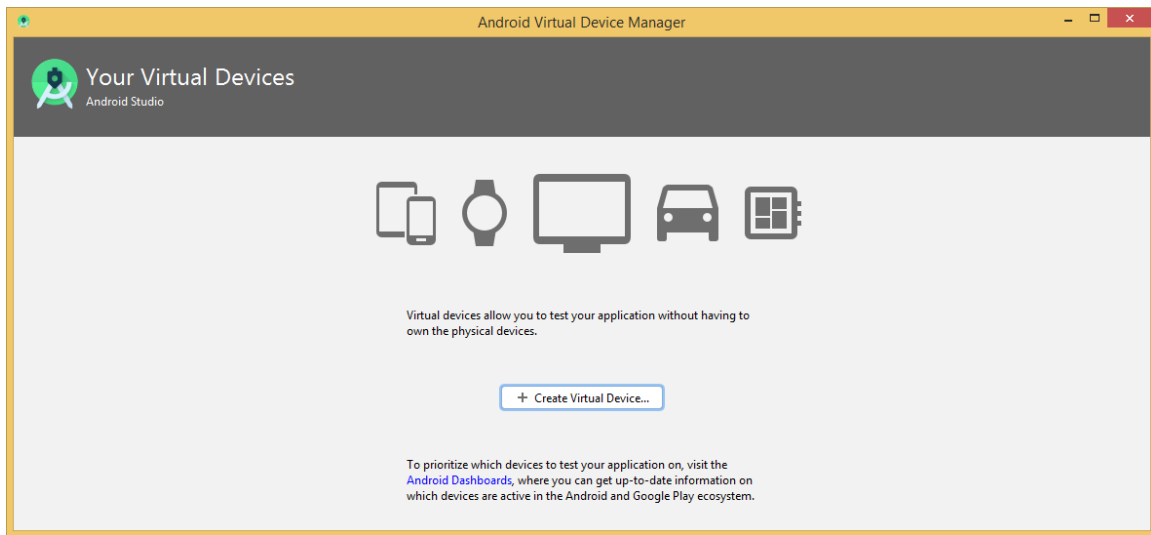 Android Virtual Device Manager
Your Virtual Devices
Android Studio
Virtual devices allow you to test your application without having to
own the physical devices.
+ Create Virtual Device...
To prioritize which devices to test your application on, visit the
Android Dashboards, where you can get up-to-date information on
which devices are active in the Android and Google Play ecosystem.